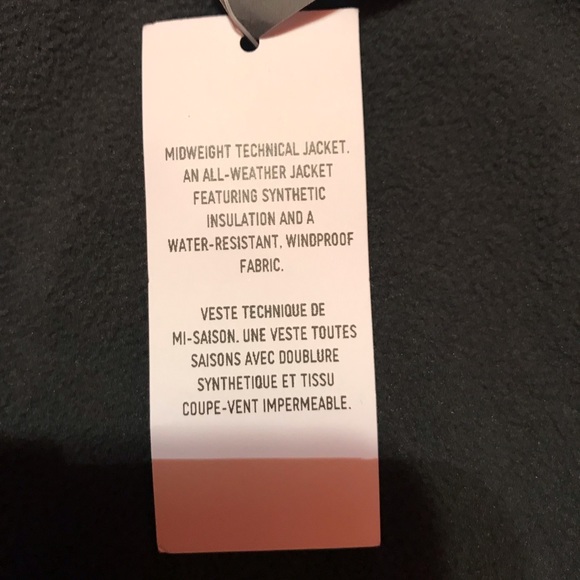 MIDWEIGHT TECHNICAL JACKET.
AN ALL-WEATHER JACKET
FEATURING SYNTHETIC
INSULATION AND A
WATER-RESISTANT, WINDPROOF
FABRIC.
VESTE TECHNIQUE DE
MI-SAISON. UNE VESTE TOUTES
SAISONS AVEC DOUBLURE
SYNTHETIQUE ET TISSU
COUPE-VENT IMPERMEABLE.